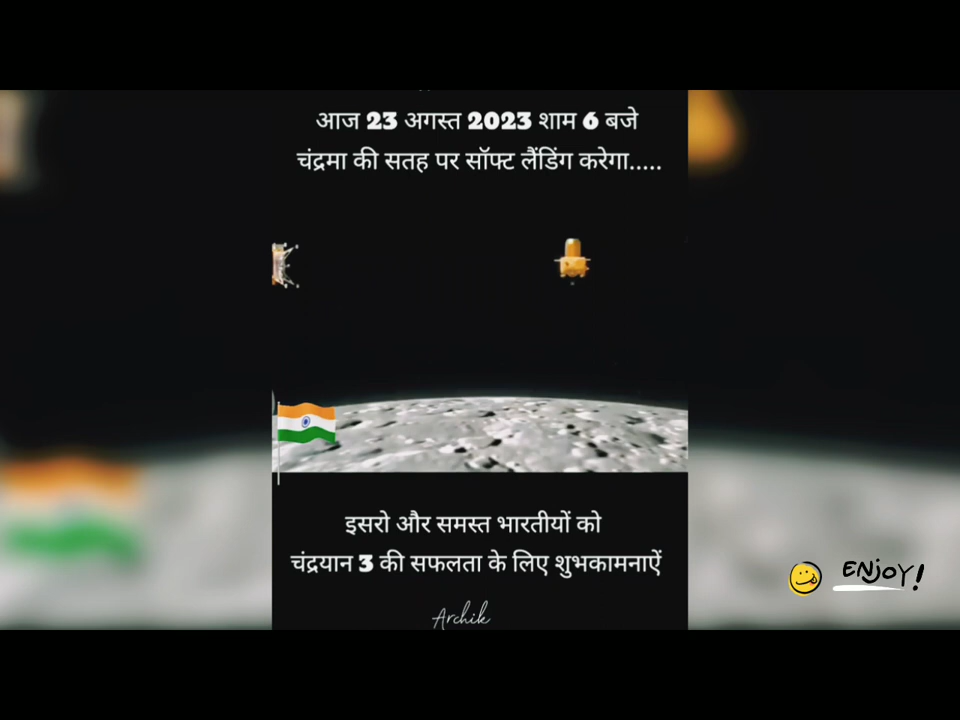 आज 23 अगस्त 2023 शाम 6 बजे
चंद्रमा की सतह पर सॉफ्ट लैंडिंग करेगा.....
इसरो और समस्त भारतीयों को
चंद्रयान 3 की सफलता के लिए शुभकामनाऐं
ENJOY!
Archik